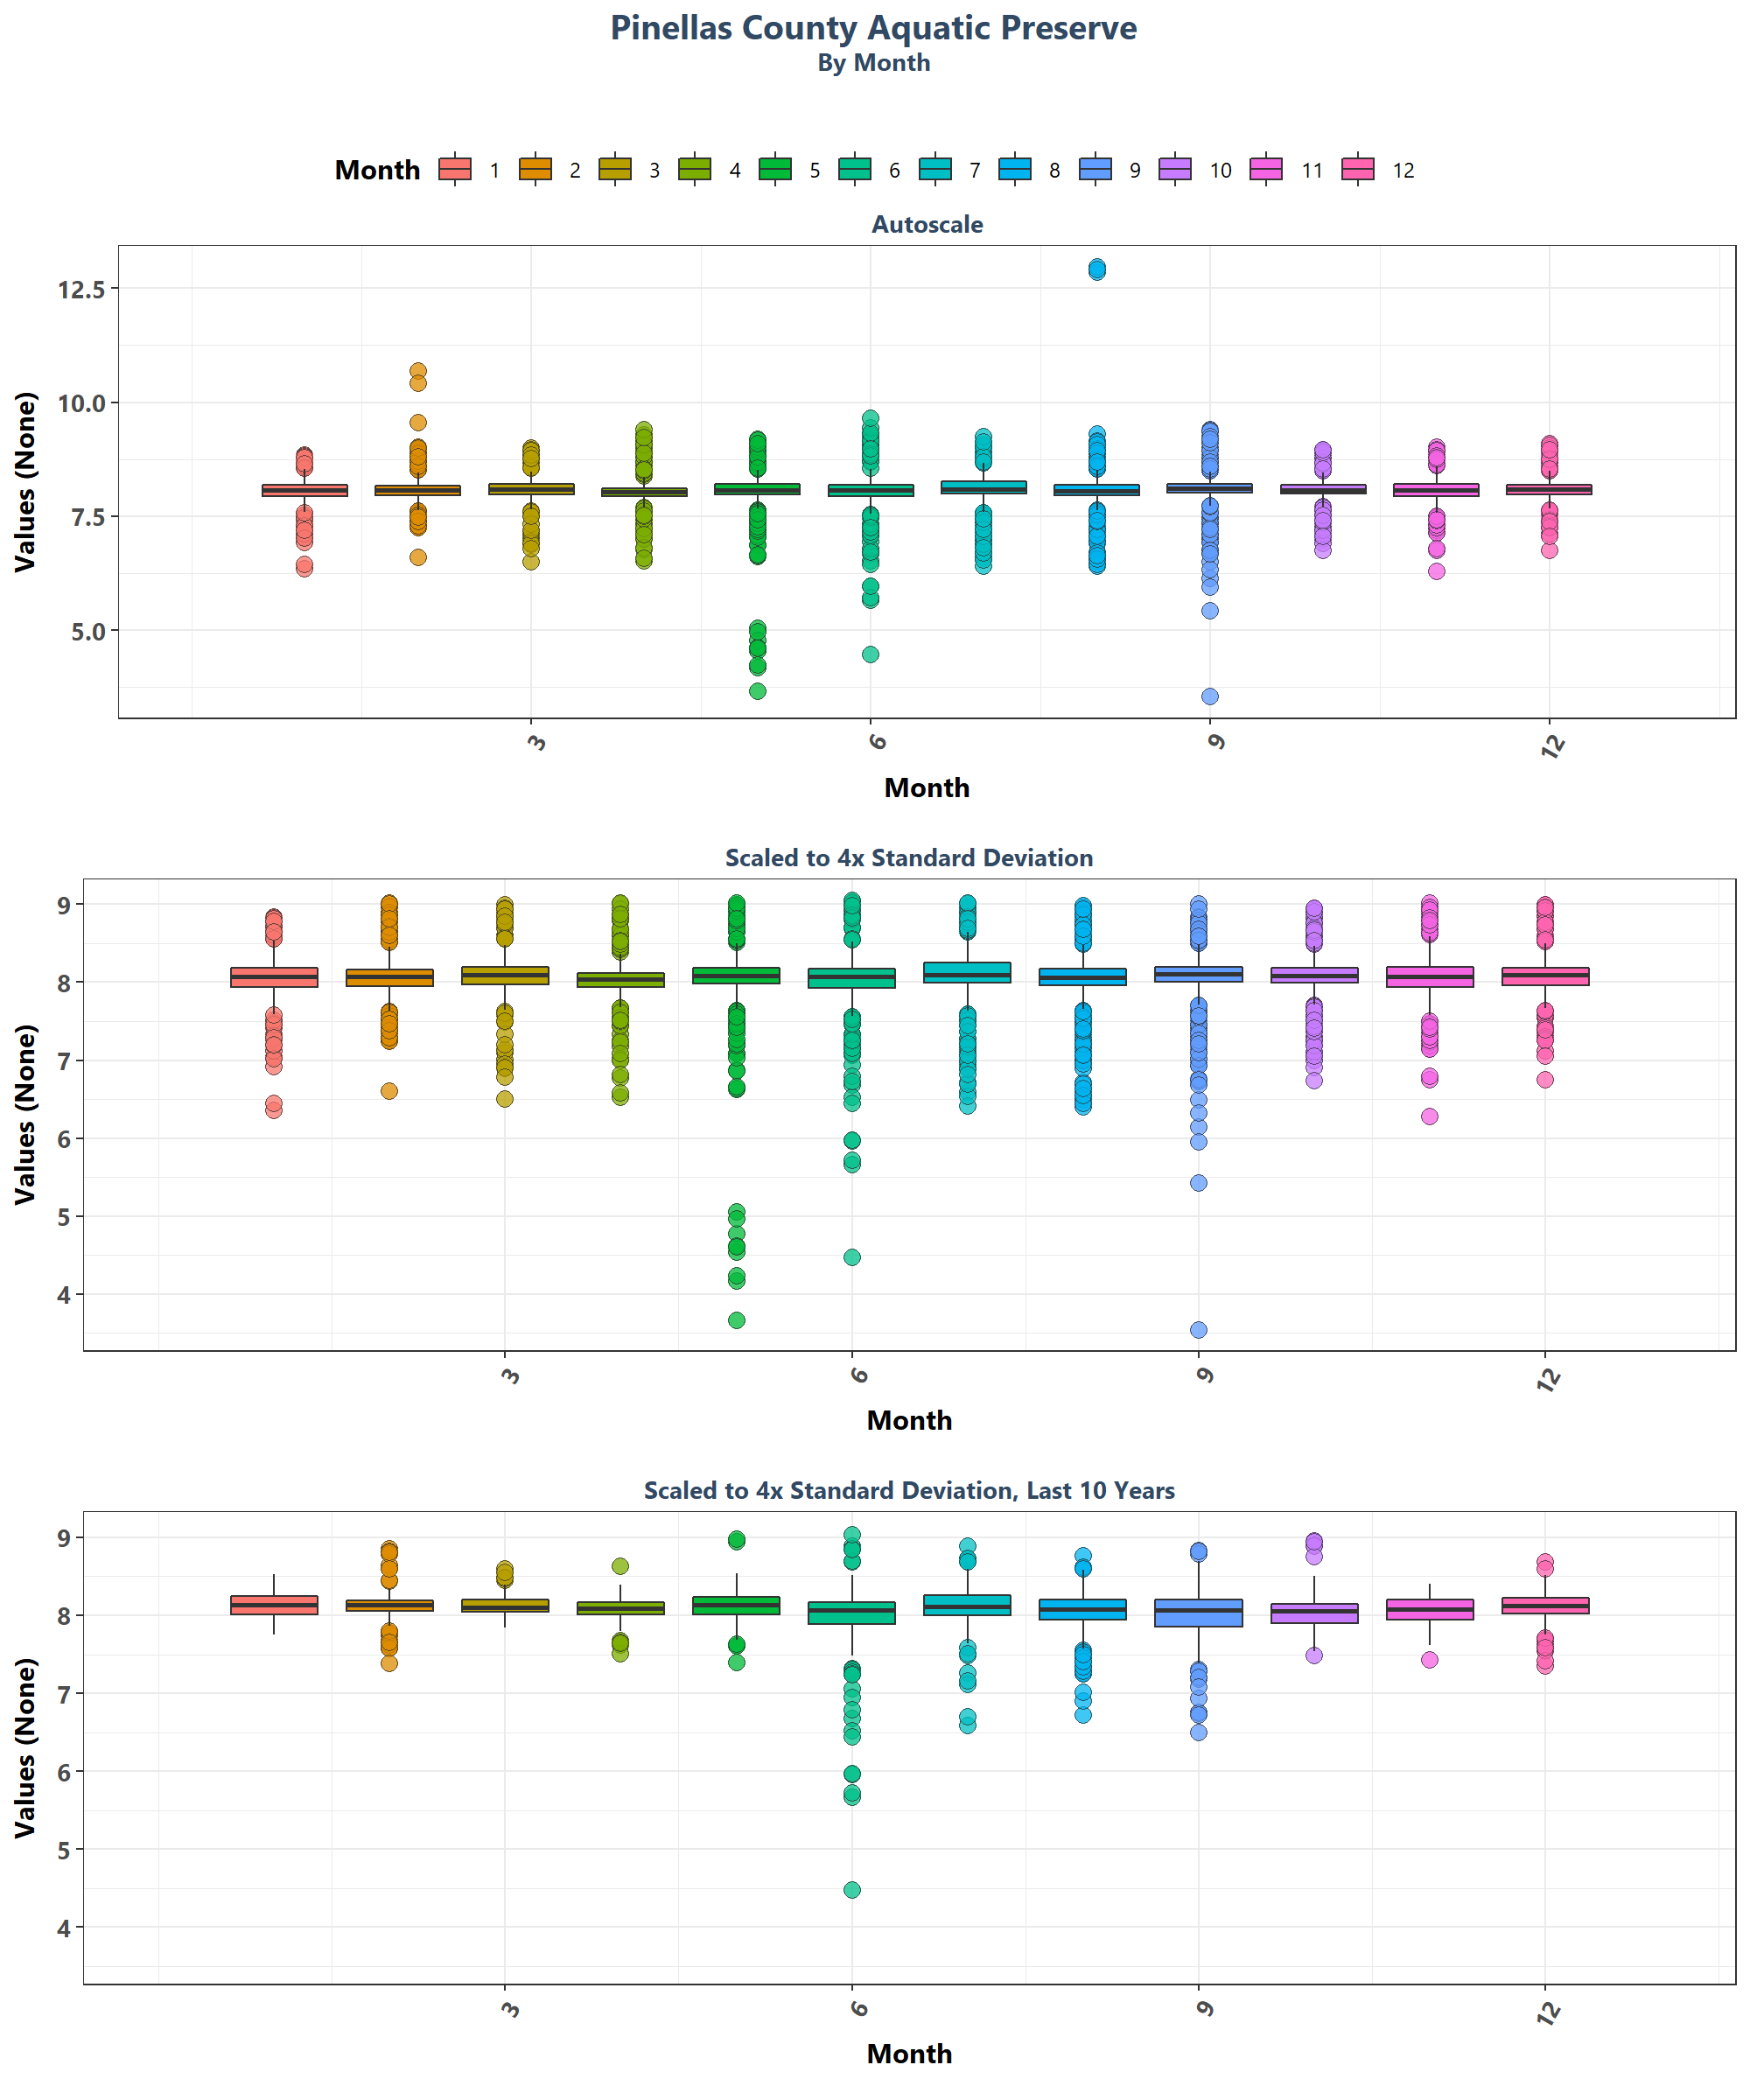 Pinellas County Aquatic Preserve
By Month
Month 1 2 3 4 5 6 7 8 9 10 11 12
Autoscale
Values (None)
12.5
10.0
7.5
5.0
3 6 9 12
Month
Scaled to 4x Standard Deviation
Values (None)
9
8
7
6
5
4
3 6 9 12
Month
Scaled to 4x Standard Deviation, Last 10 Years
Values (None)
9
8
7
6
5
4
3 6 9 12
Month